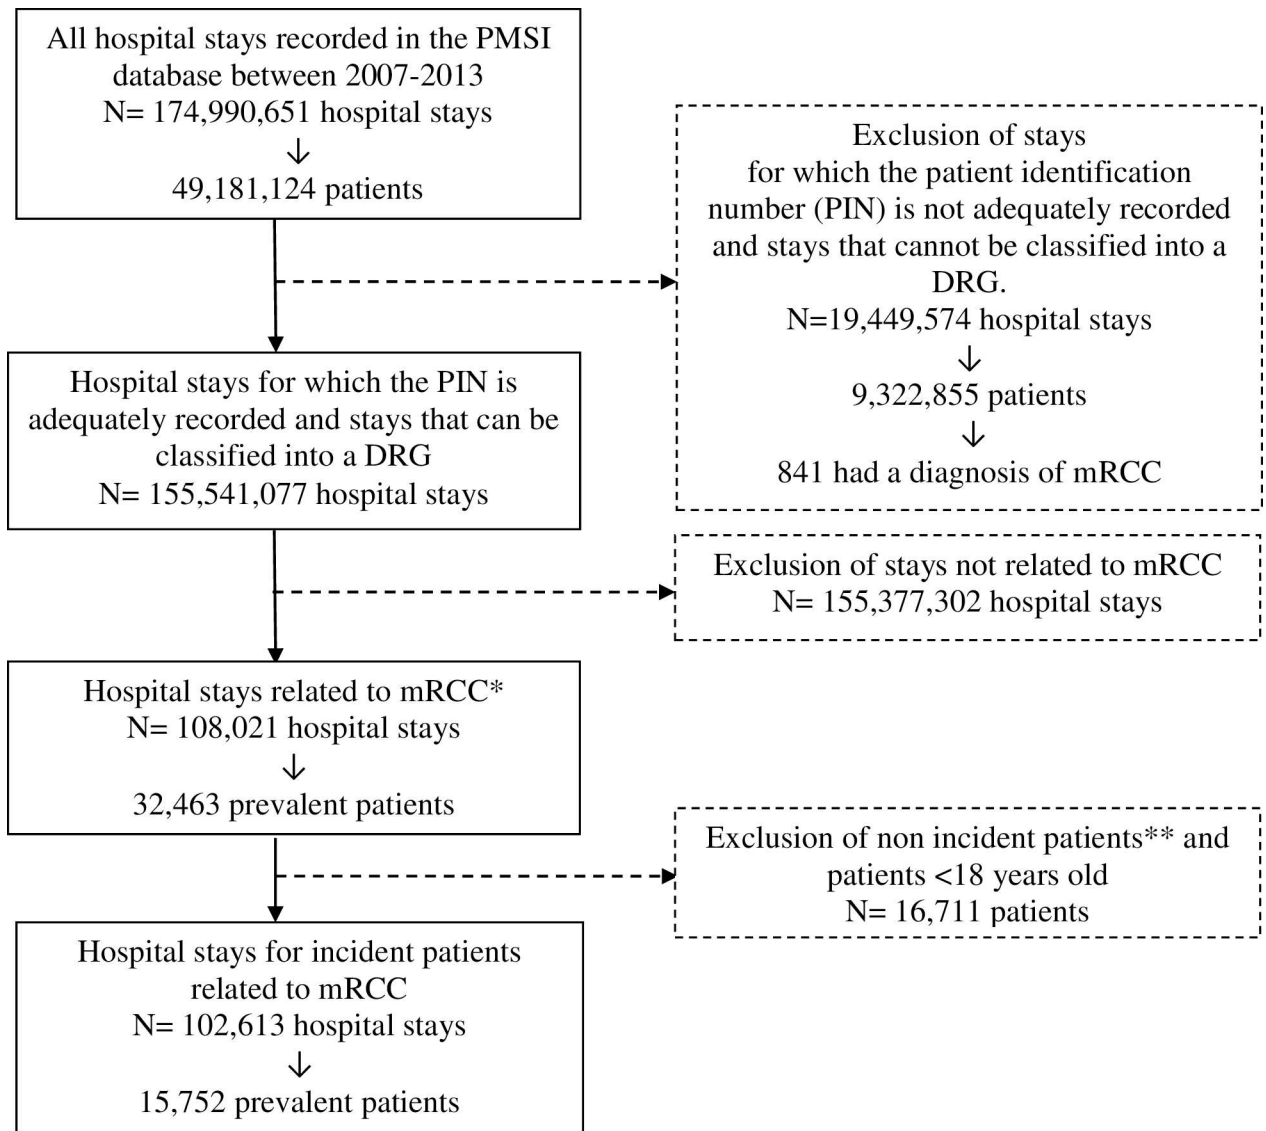 All hospital stays recorded in the PMSI
database between 2007-2013
N= 174,990,651 hospital stays
↓
49,181,124 patients
Exclusion of stays
for which the patient identification
number (PIN) is not adequately recorded
and stays that cannot be classified into a
DRG.
N=19,449,574 hospital stays
↓
9,322,855 patients
↓
841 had a diagnosis of mRCC
Hospital stays for which the PIN is
adequately recorded and stays that can be
classified into a DRG
N= 155,541,077 hospital stays
Exclusion of stays not related to mRCC
N= 155,377,302 hospital stays
Hospital stays related to mRCC*
N= 108,021 hospital stays
↓
32,463 prevalent patients
Exclusion of non incident patients** and
patients <18 years old
N= 16,711 patients
Hospital stays for incident patients
related to mRCC
N= 102,613 hospital stays
↓
15,752 prevalent patients